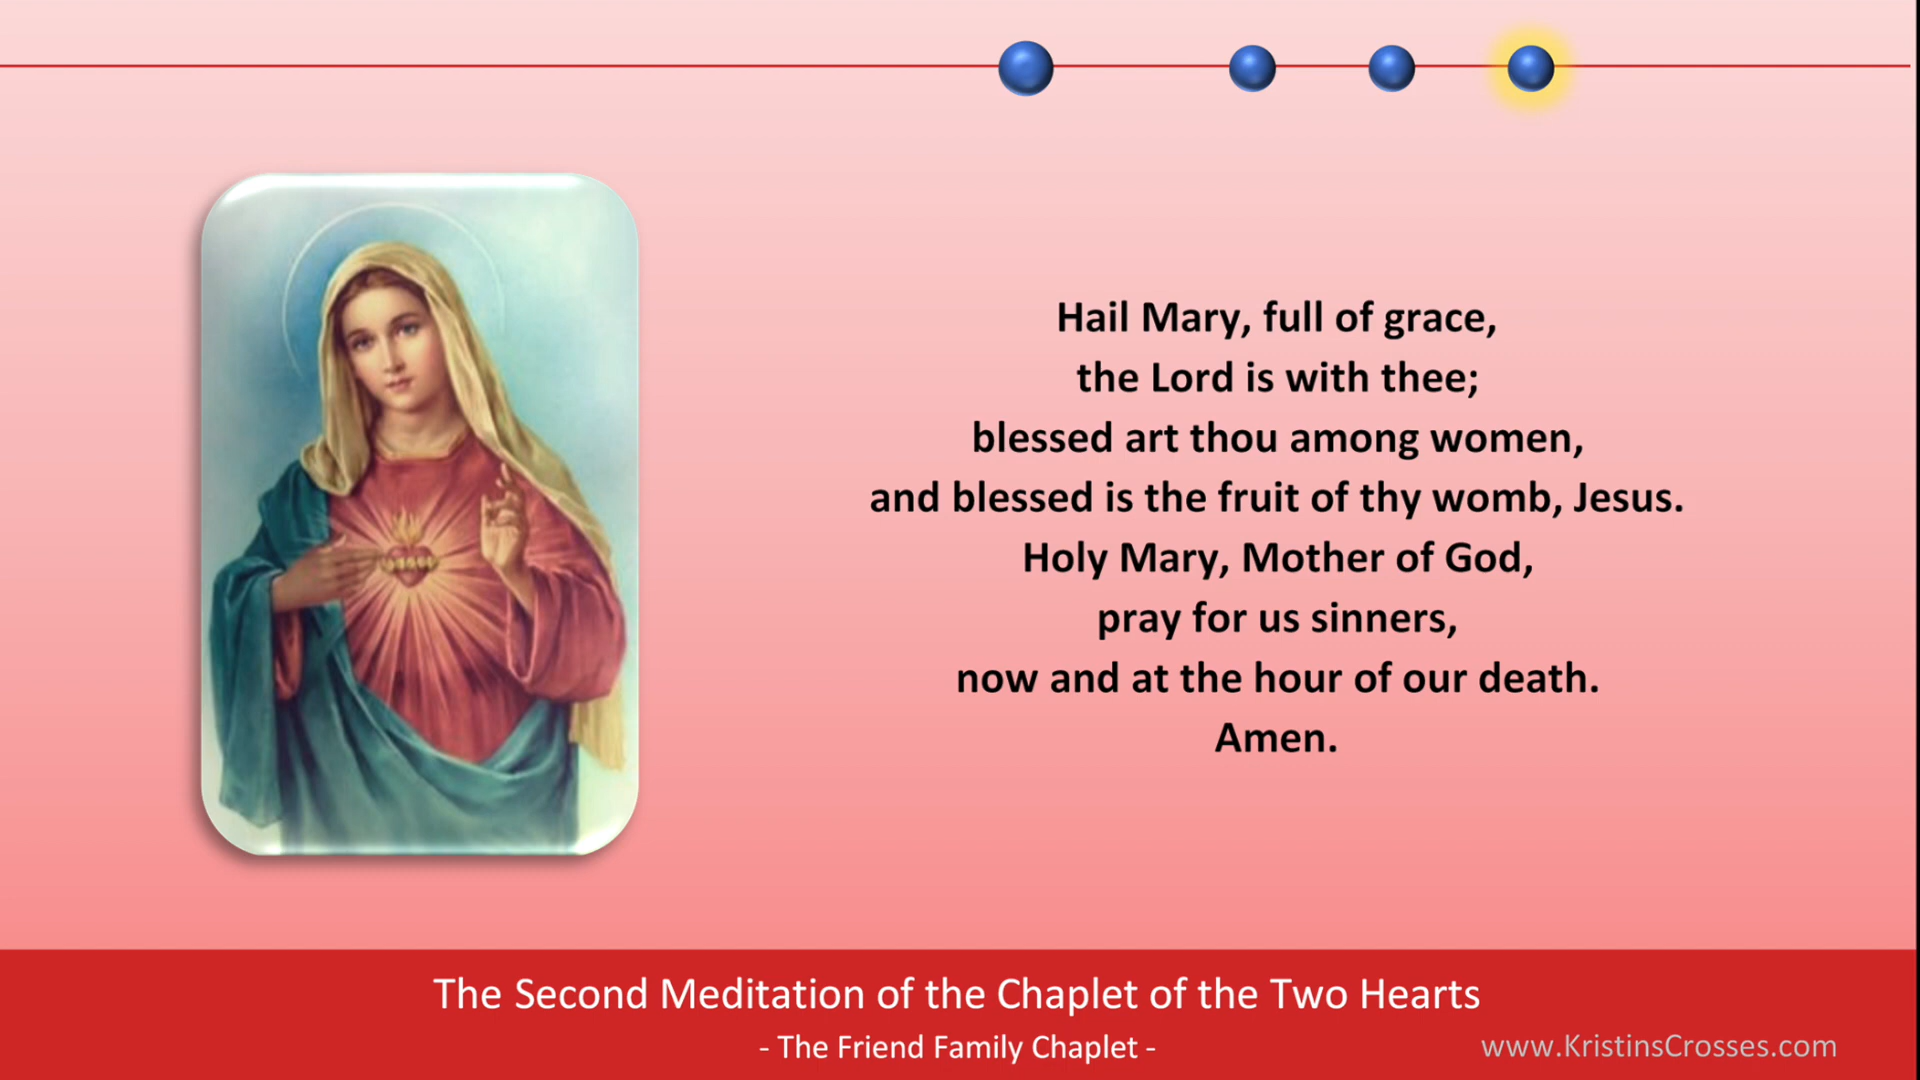 Hail Mary, full of grace,
the Lord is with thee;
blessed art thou among women,
and blessed is the fruit of thy womb, Jesus.
Holy Mary, Mother of God,
pray for us sinners,
now and at the hour of our death.
Amen.
The Second Meditation of the Chaplet of the Two Hearts
- The Friend Family Chaplet -
www.KristinsCrosses.com